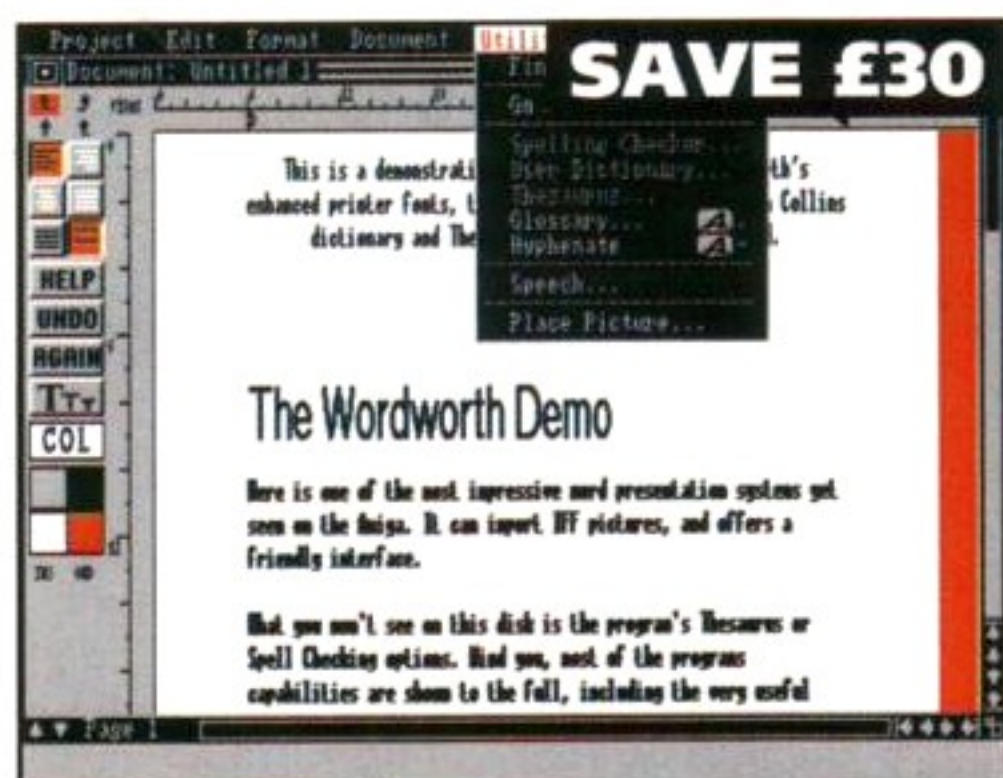 Project Edit Format Document Utili
SAVE £30
Document: Untitled 1
Fin
Go
Spelling Checker...
User Dictionary...
Thesaurus...
Glossary... A
Hyphenate A
Speech...
Place Picture...
HELP
UNDO
AGAIN
TTT
COL
This is a demonstrati th's
enhanced printer fonts, t Collins
dictionary and The
The Wordworth Demo
Here is one of the most impressive word presentation systems yet
seen on the Amiga. It can import IFF pictures, and offers a
friendly interface.
What you won't see on this disk is the program's Thesaurus or
Spell Checking options. Mind you, most of the programs
capabilities are shown to the full, including the very useful
Page 1